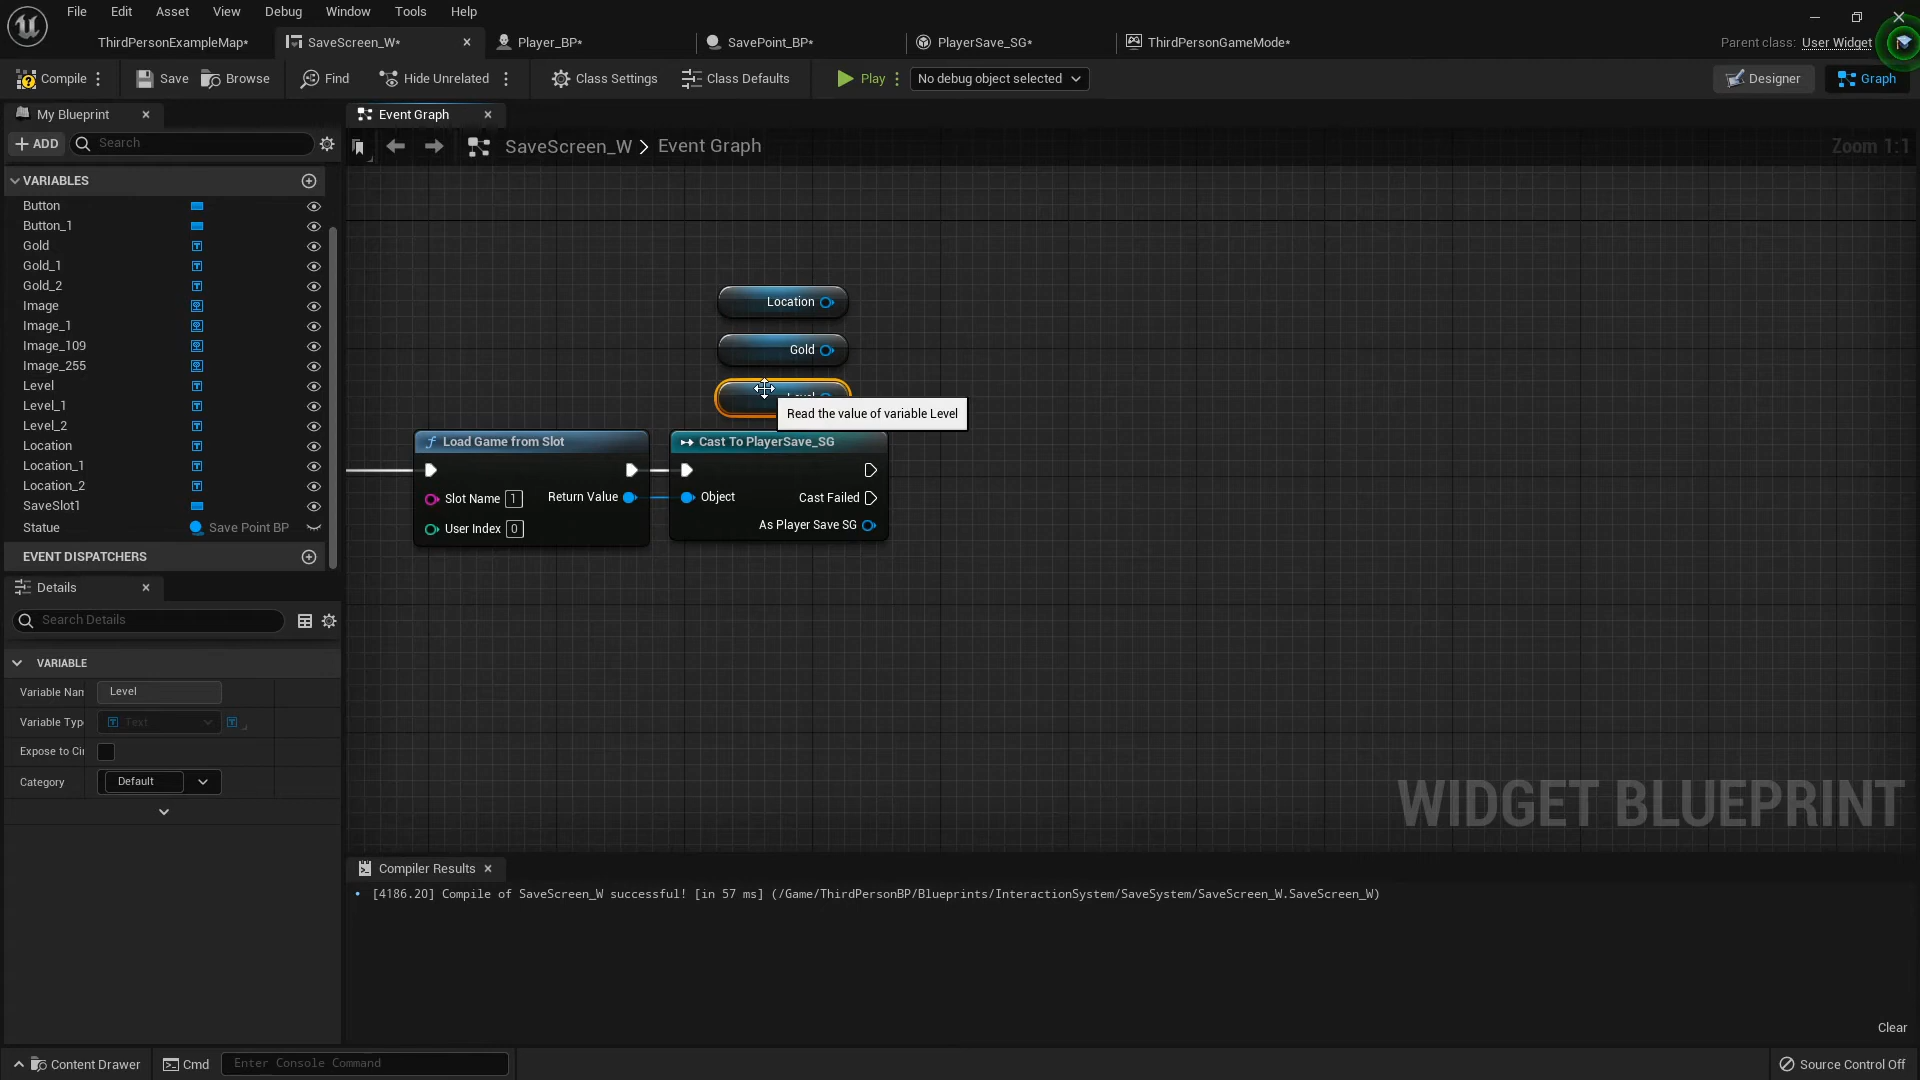 File Edit Asset View Debug Window Tools Help
ThirdPersonExampleMap* SaveScreen_W* Player_BP* SavePoint_BP* PlayerSave_SG* ThirdPersonGameMode* Parent class: User Widget
Compile Save Browse Find Hide Unrelated Class Settings Class Defaults Play No debug object selected Designer Graph
My Blueprint
Event Graph
ADD Search
SaveScreen_W > Event Graph
Zoom 1:1
VARIABLES
Button
Button_1
Gold
Gold_1
Gold_2
Image
Image_1
Image_109
Image_255
Level
Level_1
Level_2
Location
Location_1
Location_2
SaveSlot1
Statue Save Point BP
EVENT DISPATCHERS
Location
Gold
Read the value of variable Level
Load Game from Slot
Slot Name 1 Return Value
User Index 0
Cast To PlayerSave_SG
Object Cast Failed
As Player Save SG
Details
Search Details
VARIABLE
Variable Nam Level
Variable Typ Text
Expose to Ci
Category Default
WIDGET BLUEPRINT
Compiler Results
[4186.20] Compile of SaveScreen_W successful! [in 57 ms] (/Game/ThirdPersonBP/Blueprints/InteractionSystem/SaveSystem/SaveScreen_W.SaveScreen_W)
Clear
Content Drawer Cmd Enter Console Command Source Control Off